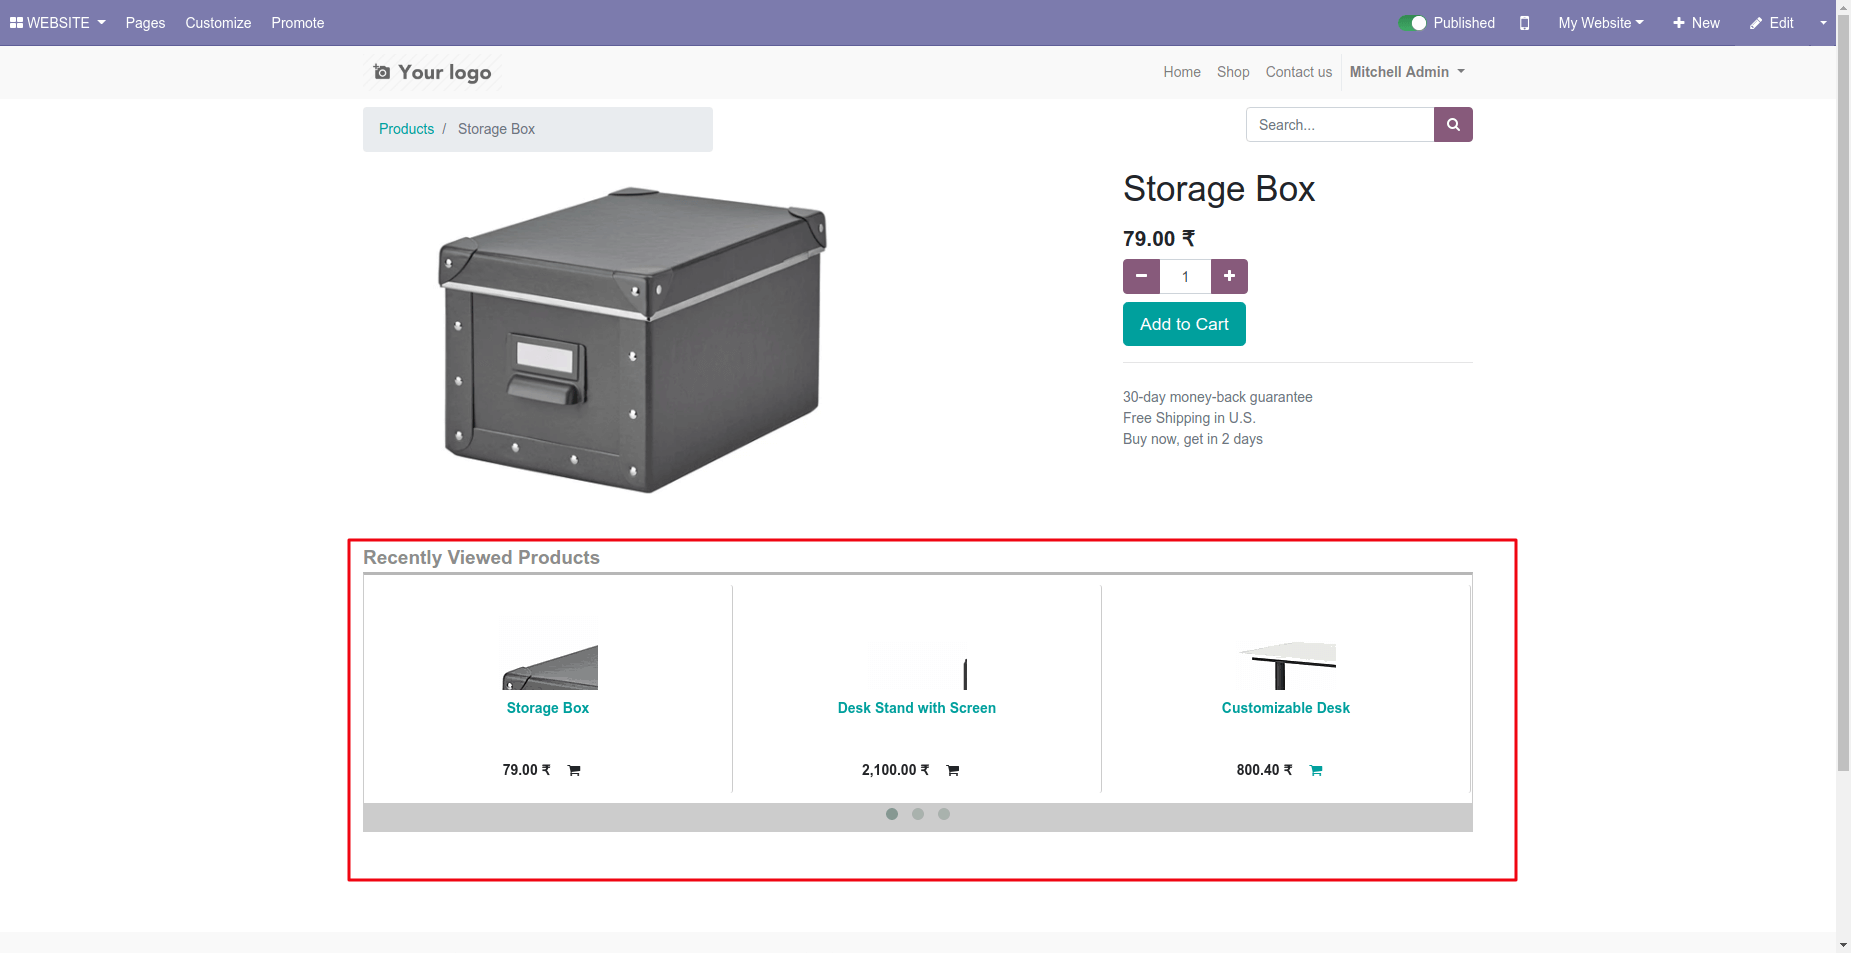 WEBSITE Pages Customize Promote Published My Website New Edit
Your logo Home Shop Contact us Mitchell Admin
Products / Storage Box Search...
Storage Box
79.00 ₹
1
Add to Cart
30-day money-back guarantee
Free Shipping in U.S.
Buy now, get in 2 days
Recently Viewed Products
Storage Box Desk Stand with Screen Customizable Desk
79.00 ₹ 2,100.00 ₹ 800.40 ₹